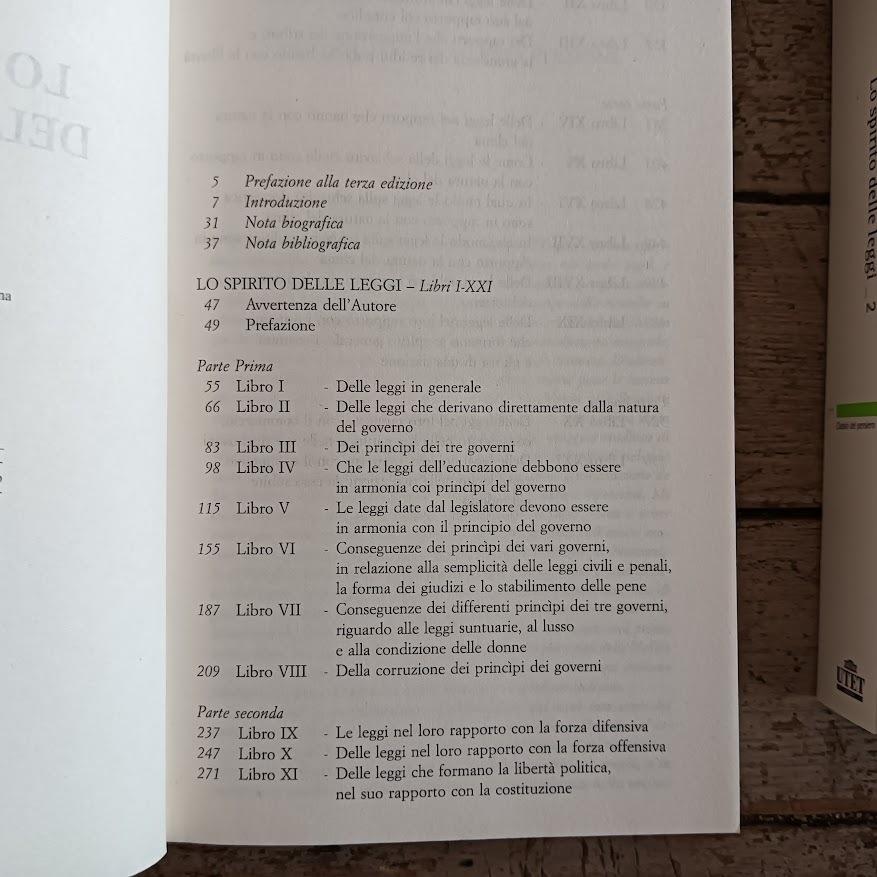 5 Prefazione alla terza edizione
7 Introduzione
31 Nota biografica
37 Nota bibliografica
LO SPIRITO DELLE LEGGI – Libri I-XXI
47 Avvertenza dell'Autore
49 Prefazione
Parte Prima
55 Libro I - Delle leggi in generale
66 Libro II - Delle leggi che derivano direttamente dalla natura
del governo
83 Libro III - Dei princìpi dei tre governi
98 Libro IV - Che le leggi dell'educazione debbono essere
in armonia coi princìpi del governo
115 Libro V - Le leggi date dal legislatore devono essere
in armonia con il principio del governo
155 Libro VI - Conseguenze dei princìpi dei vari governi,
in relazione alla semplicità delle leggi civili e penali,
la forma dei giudizi e lo stabilimento delle pene
187 Libro VII - Conseguenze dei differenti princìpi dei tre governi,
riguardo alle leggi suntuarie, al lusso
e alla condizione delle donne
209 Libro VIII - Della corruzione dei princìpi dei governi
Parte seconda
237 Libro IX - Le leggi nel loro rapporto con la forza difensiva
247 Libro X - Delle leggi nel loro rapporto con la forza offensiva
271 Libro XI - Delle leggi che formano la libertà politica,
nel suo rapporto con la costituzione
Lo spirito delle leggi _ 2
Classici del pensiero
UTET